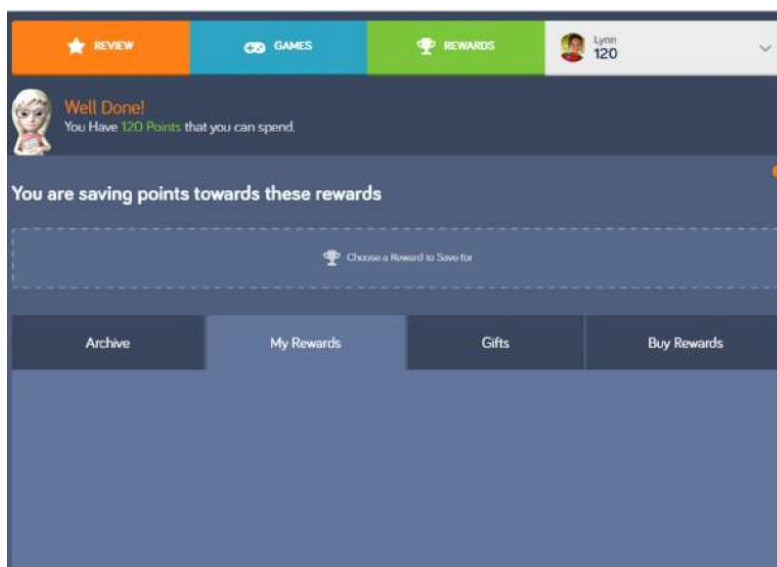 REVIEW
GAMES
REWARDS
Lynn
120
Well Done!
You Have 120 Points that you can spend.
You are saving points towards these rewards
Choose a Reward to Save for
Archive
My Rewards
Gifts
Buy Rewards